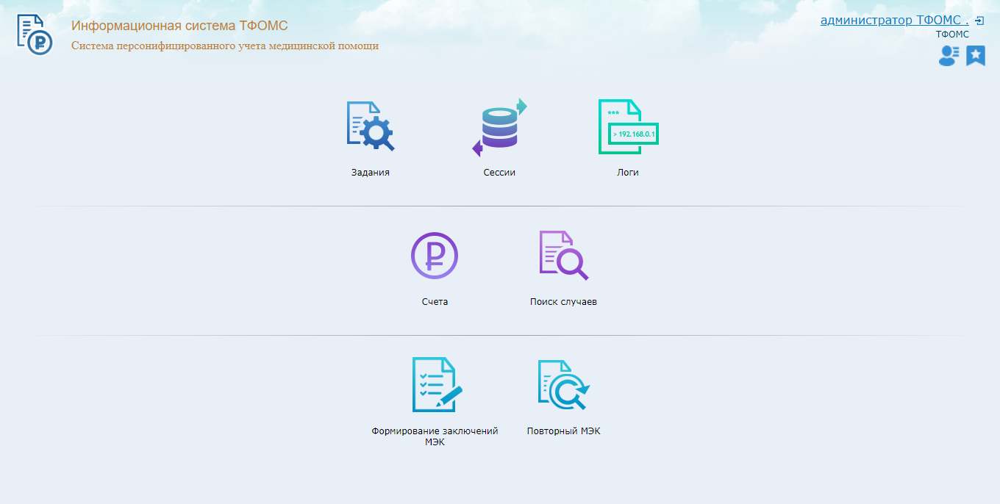 Информационная система ТФОМС
Система персонифицированного учета медицинской помощи
администратор ТФОМС .
ТФОМС
***
> 192.168.0.1
Задания
Сессии
Логи
Счета
Поиск случаев
Формирование заключений
МЭК
Повторный МЭК